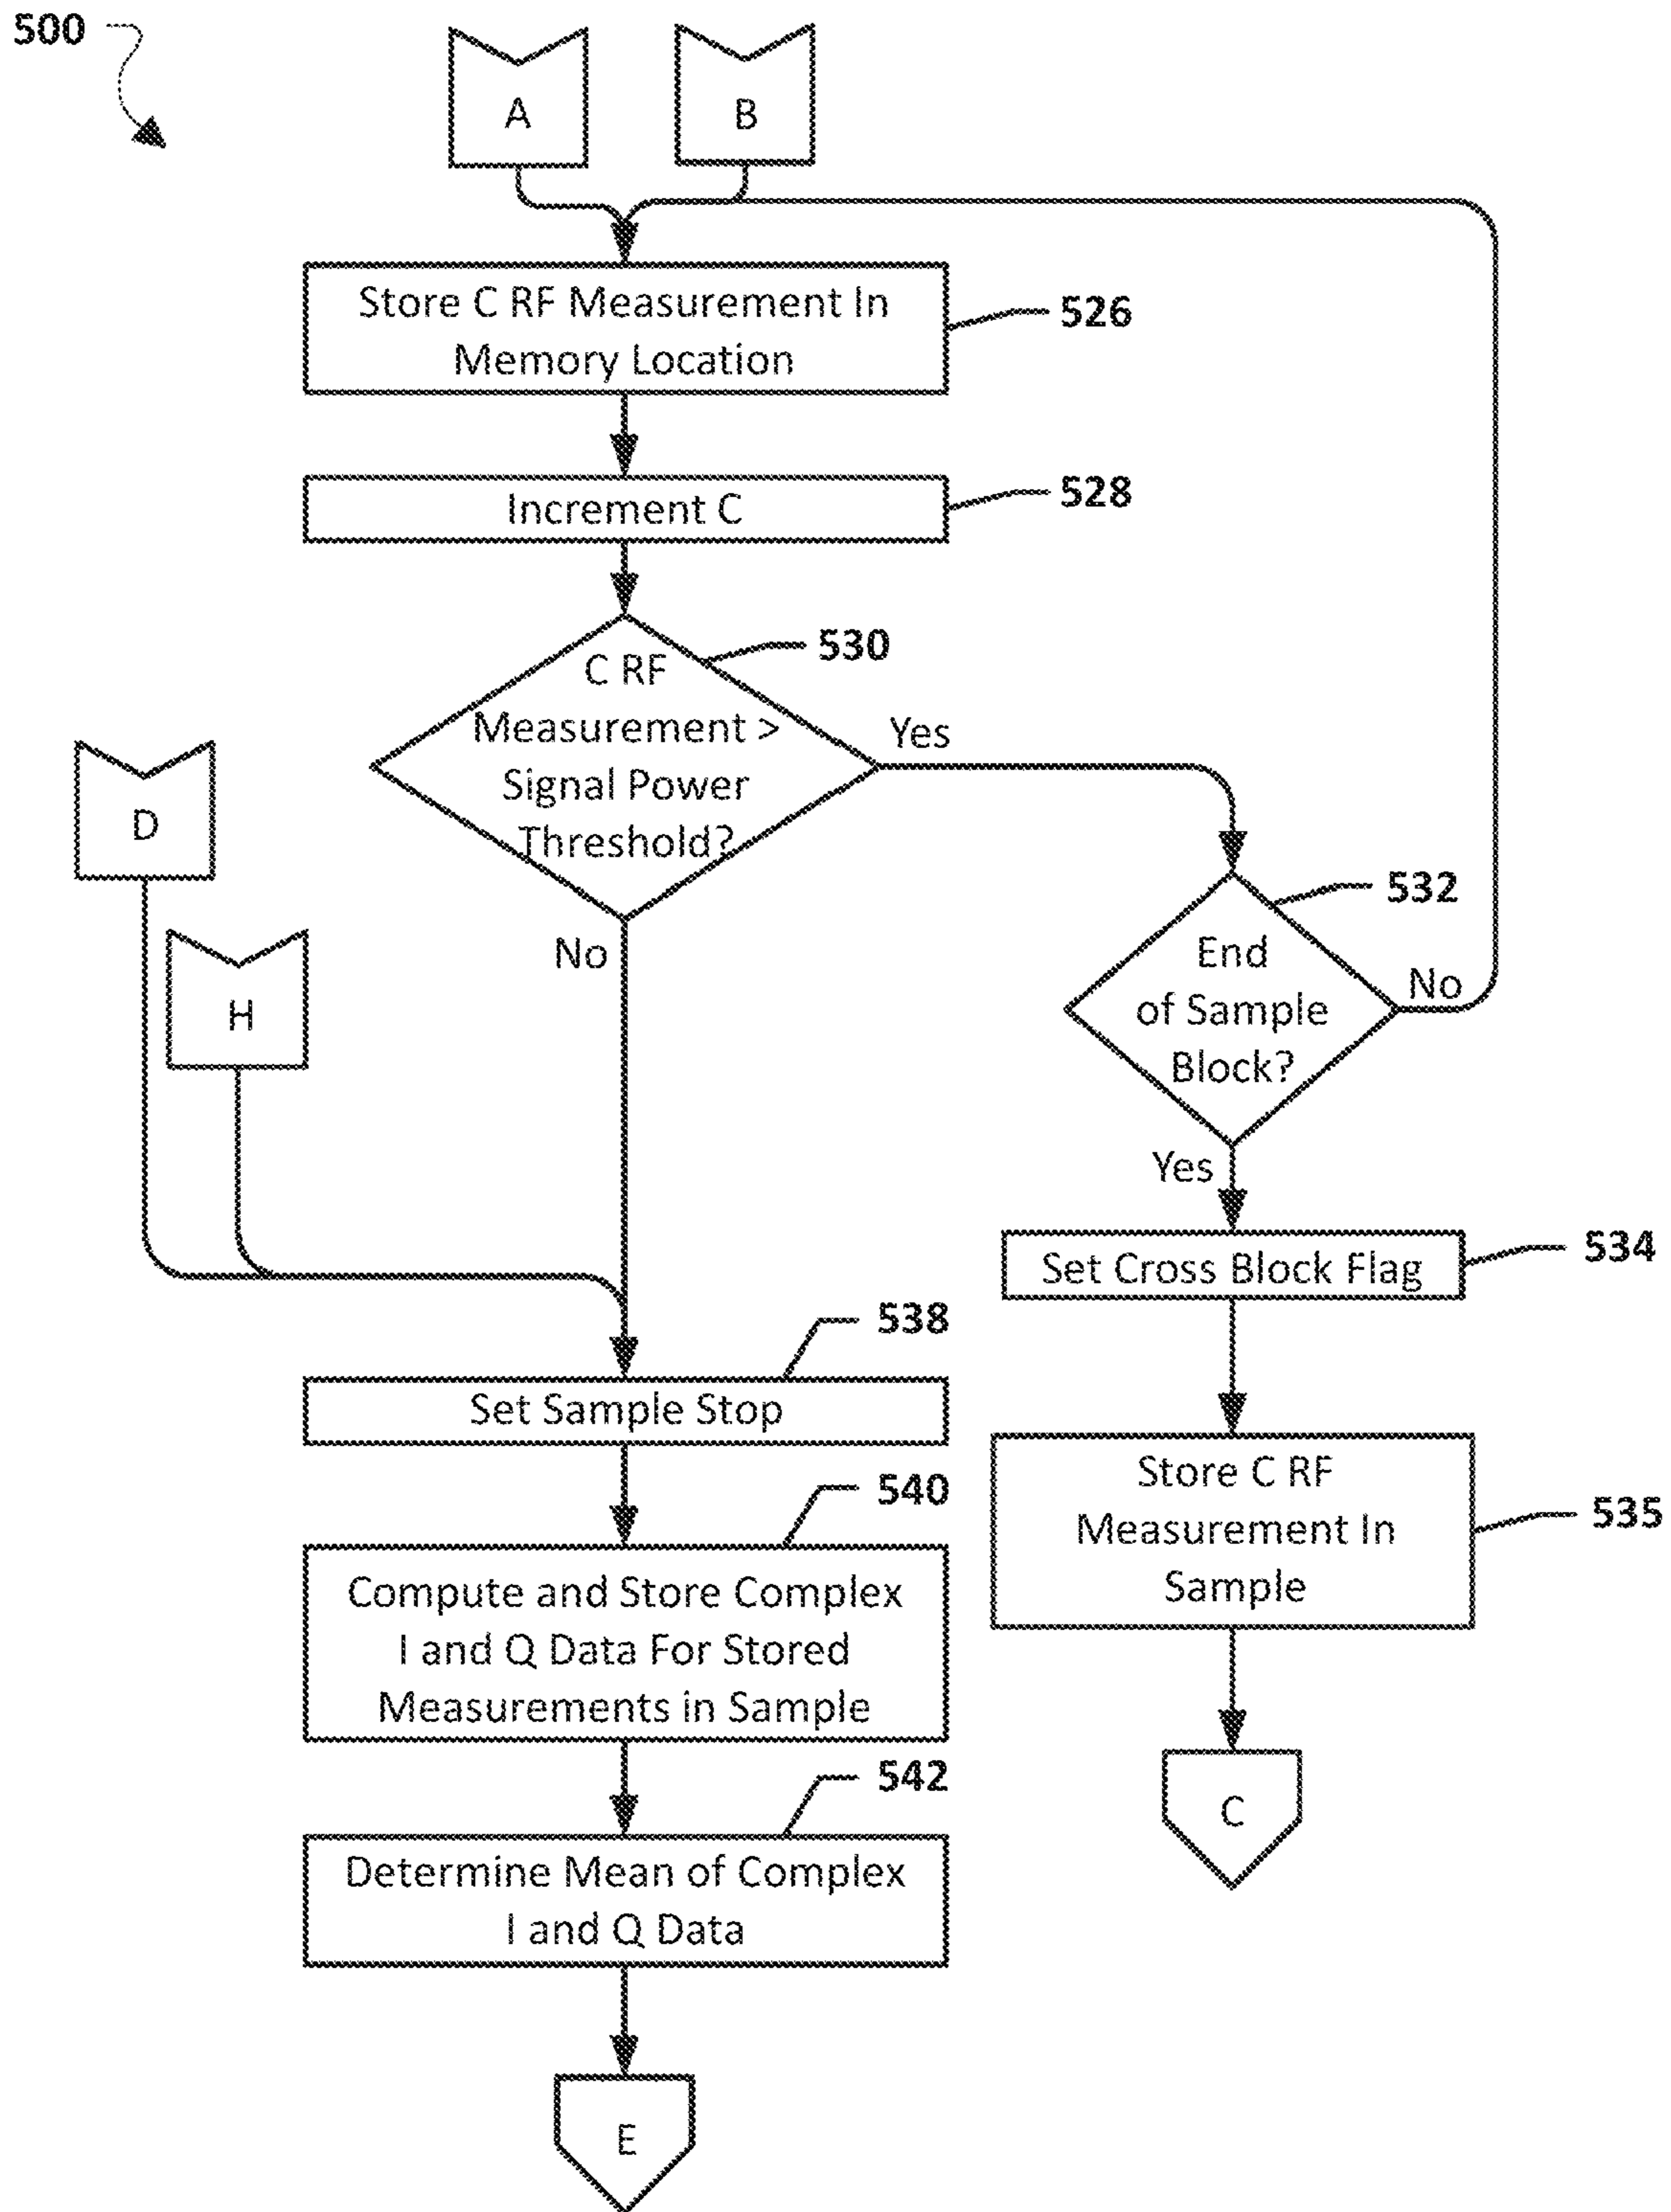 500
A
B
Store C RF Measurement In
Memory Location
526
Increment C
528
530
C RF
Measurement >
Signal Power
Threshold?
Yes
No
D
H
532
End
of Sample
Block?
No
Yes
Set Cross Block Flag
534
538
Set Sample Stop
Store C RF
Measurement In
Sample
535
540
Compute and Store Complex
I and Q Data For Stored
Measurements in Sample
542
Determine Mean of Complex
I and Q Data
C
E